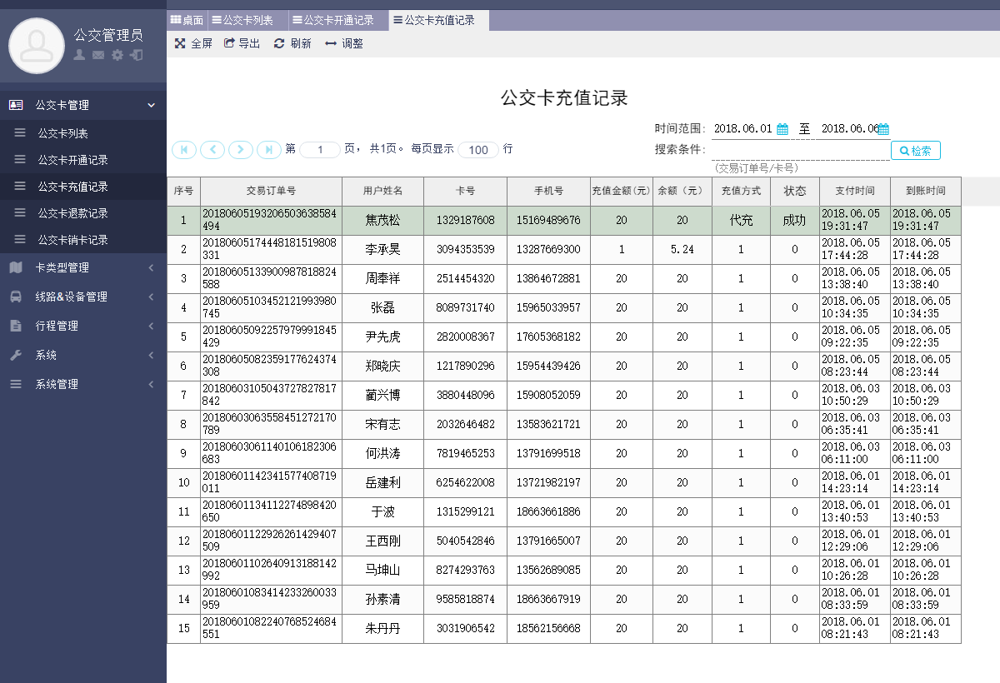 公交管理员
桌面 公交卡列表 公交卡开通记录 公交卡充值记录
全屏 导出 刷新 调整
公交卡管理
公交卡列表
公交卡开通记录
公交卡充值记录
公交卡退款记录
公交卡销卡记录
卡类型管理
线路&设备管理
行程管理
系统
系统管理
公交卡充值记录
时间范围: 2018.06.01 至 2018.06.06
第 1 页, 共1页。 每页显示 100 行
搜索条件: 检索
(交易订单号/卡号)
序号 交易订单号 用户姓名 卡号 手机号 充值金额(元) 余额（元） 充值方式 状态 支付时间 到账时间
1 20180605193206503638584494 焦茂松 1329187608 15169489676 20 20 代充 成功 2018.06.05 19:31:47 2018.06.05 19:31:47
2 20180605174448181519808331 李承昊 3094353539 13287669300 1 5.24 1 0 2018.06.05 17:44:28 2018.06.05 17:44:28
3 20180605133900987818824588 周奉祥 2514454320 13864672881 20 20 1 0 2018.06.05 13:38:40 2018.06.05 13:38:40
4 20180605103452121993980745 张磊 8089731740 15965033957 20 20 1 0 2018.06.05 10:34:35 2018.06.05 10:34:35
5 20180605092257979991845429 尹先虎 2820008367 17605368182 20 20 1 0 2018.06.05 09:22:35 2018.06.05 09:22:35
6 20180605082359177624374308 郑晓庆 1217890296 15954439426 20 20 1 0 2018.06.05 08:23:44 2018.06.05 08:23:44
7 20180603105043727827817842 蔺兴博 3880448096 15908052059 20 20 1 0 2018.06.03 10:50:29 2018.06.03 10:50:29
8 20180603063558451272170789 宋有志 2032646482 13583621721 20 20 1 0 2018.06.03 06:35:41 2018.06.03 06:35:41
9 20180603061140106182306683 何洪涛 7819465253 13791699518 20 20 1 0 2018.06.03 06:11:00 2018.06.03 06:11:00
10 20180601142341577408719011 岳建利 6254622008 13721982197 20 20 1 0 2018.06.01 14:23:14 2018.06.01 14:23:14
11 20180601134112274898420650 于波 1315299121 18663661886 20 20 1 0 2018.06.01 13:40:53 2018.06.01 13:40:53
12 20180601122926261429407509 王西刚 5040542846 13791665007 20 20 1 0 2018.06.01 12:29:06 2018.06.01 12:29:06
13 20180601102640913188142992 马坤山 8274293763 13562689085 20 20 1 0 2018.06.01 10:26:28 2018.06.01 10:26:28
14 20180601083414233260033959 孙素清 9585818874 18663667919 20 20 1 0 2018.06.01 08:33:59 2018.06.01 08:33:59
15 20180601082240768524684551 朱丹丹 3031906542 18562156668 20 20 1 0 2018.06.01 08:21:43 2018.06.01 08:21:43